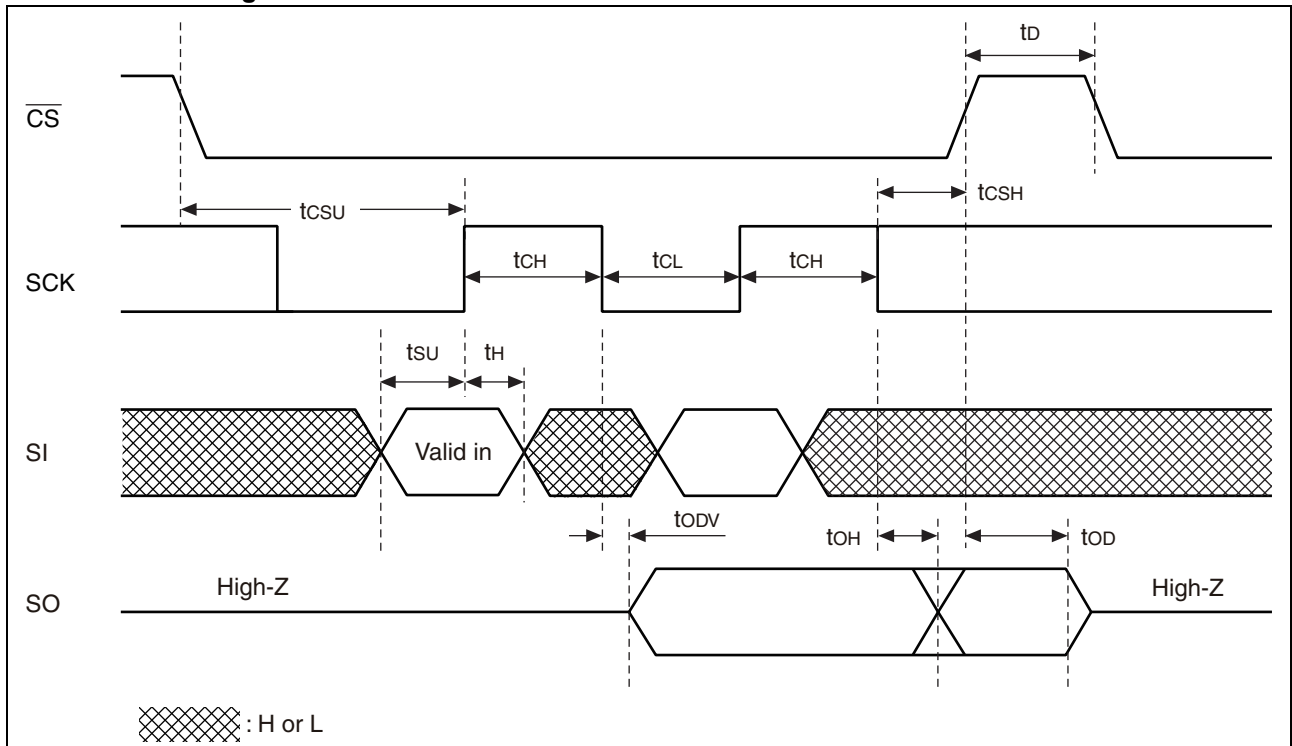 tD
CS
tCSH
tCSU
tCH
tCL
tCH
SCK
tSU
tH
SI
Valid in
tODV
tOH
tOD
High-Z
High-Z
SO
: H or L